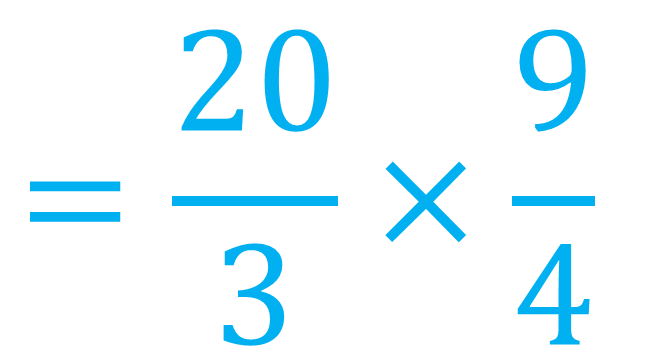 = 20/3 × 9/4